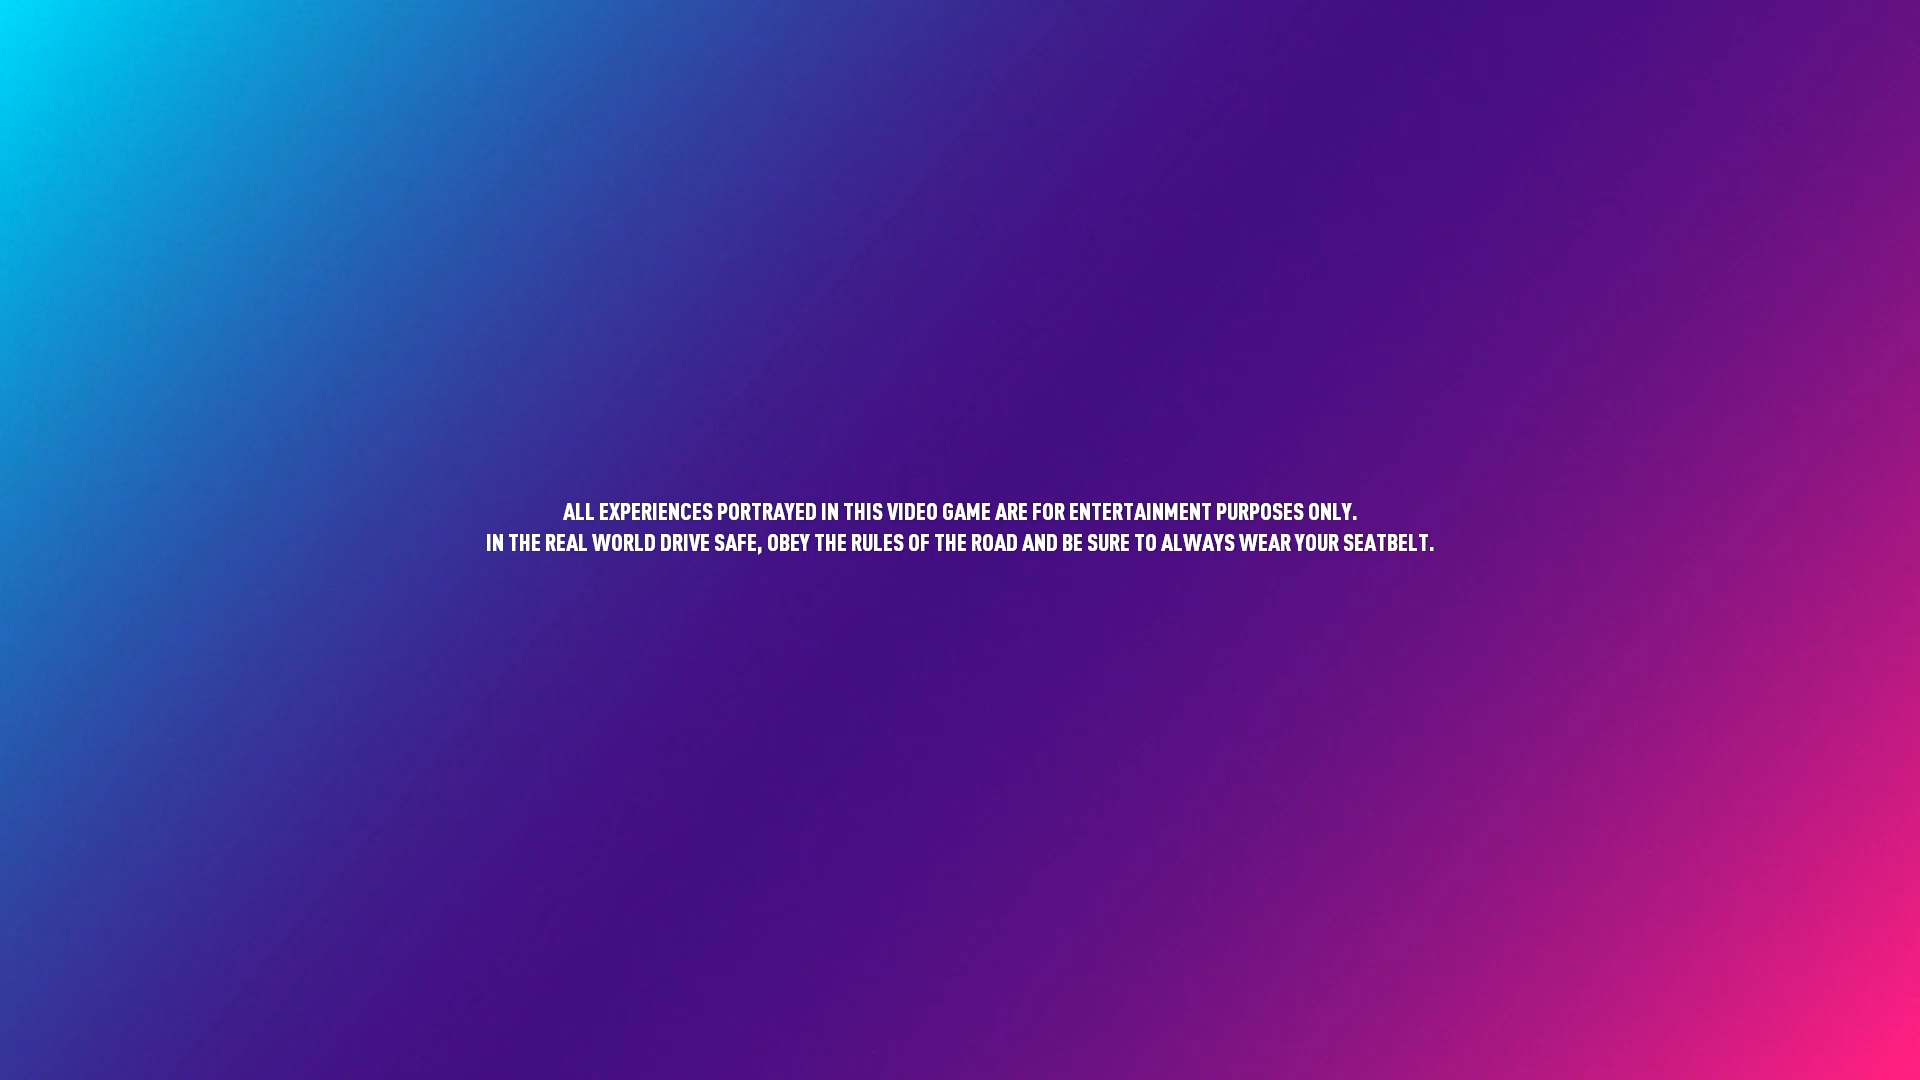 ALL EXPERIENCES PORTRAYED IN THIS VIDEO GAME ARE FOR ENTERTAINMENT PURPOSES ONLY.
IN THE REAL WORLD DRIVE SAFE, OBEY THE RULES OF THE ROAD AND BE SURE TO ALWAYS WEAR YOUR SEATBELT.